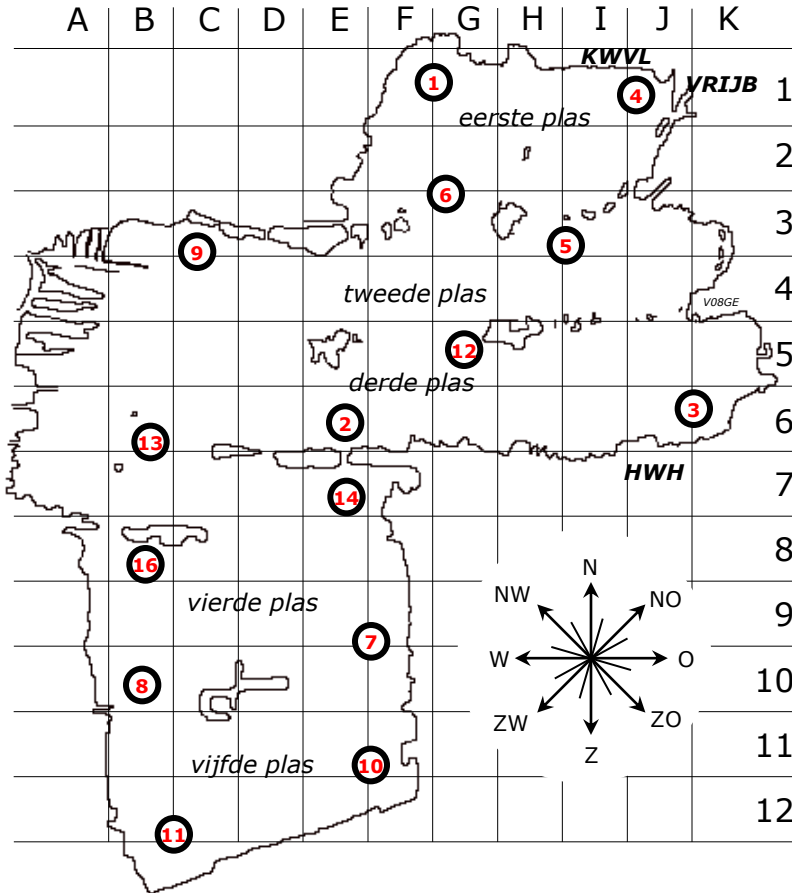 A B C D E F G H I J K
KWVL
1 4 VRIJB 1
eerste plas
2
6
3
9 5
tweede plas 4
V08GE
12 5
derde plas
3
2 6
13
HWH 7
14
16 8
N
NW NO
vierde plas 9
7
W O
8 10
ZW ZO
Z
11
vijfde plas 10
12
11